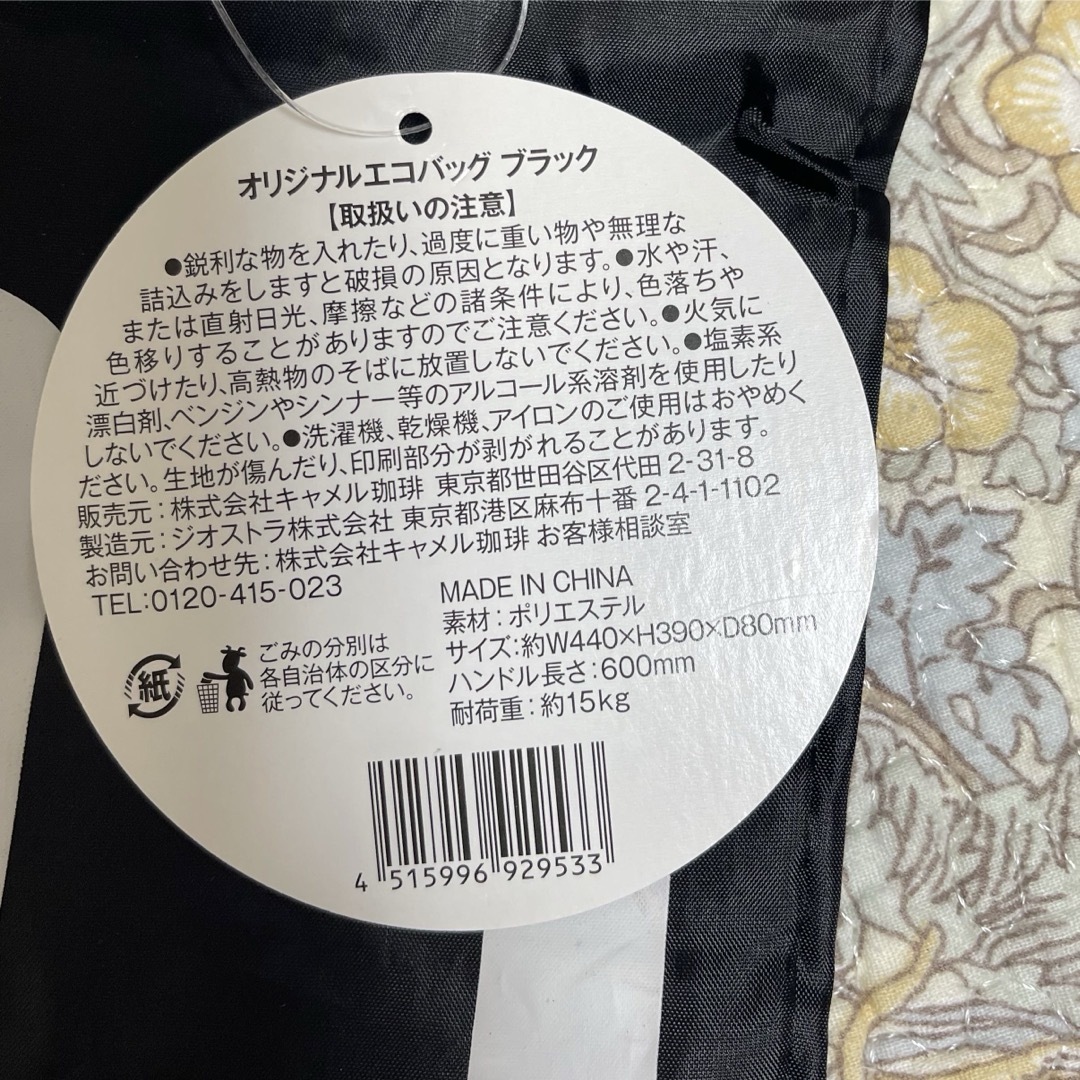 オリジナルエコバッグ ブラック
【取扱いの注意】
●鋭利な物を入れたり、過度に重い物や無理な
詰込みをしますと破損の原因となります。●水や汗、
または直射日光、摩擦などの諸条件により、色落ちや
色移りすることがありますのでご注意ください。●火気に
近づけたり、高熱物のそばに放置しないでください。●塩素系
漂白剤、ベンジンやシンナー等のアルコール系溶剤を使用したり
しないでください。●洗濯機、乾燥機、アイロンのご使用はおやめく
ださい。生地が傷んだり、印刷部分が剥がれることがあります。
販売元：株式会社キャメル珈琲 東京都世田谷区代田 2-31-8
製造元：ジオストラ株式会社 東京都港区麻布十番 2-4-1-1102
お問い合わせ先：株式会社キャメル珈琲 お客様相談室
TEL:0120-415-023
紙
ごみの分別は
各自治体の区分に
従ってください。
MADE IN CHINA
素材：ポリエステル
サイズ：約W440×H390×D80mm
ハンドル長さ：600mm
耐荷重：約15kg
4 515996 929533